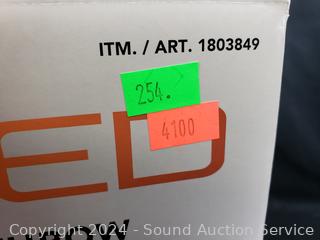 ITM. / ART. 1803849
254.
4100
ED
Copyright © 2024 - Sound Auction Service